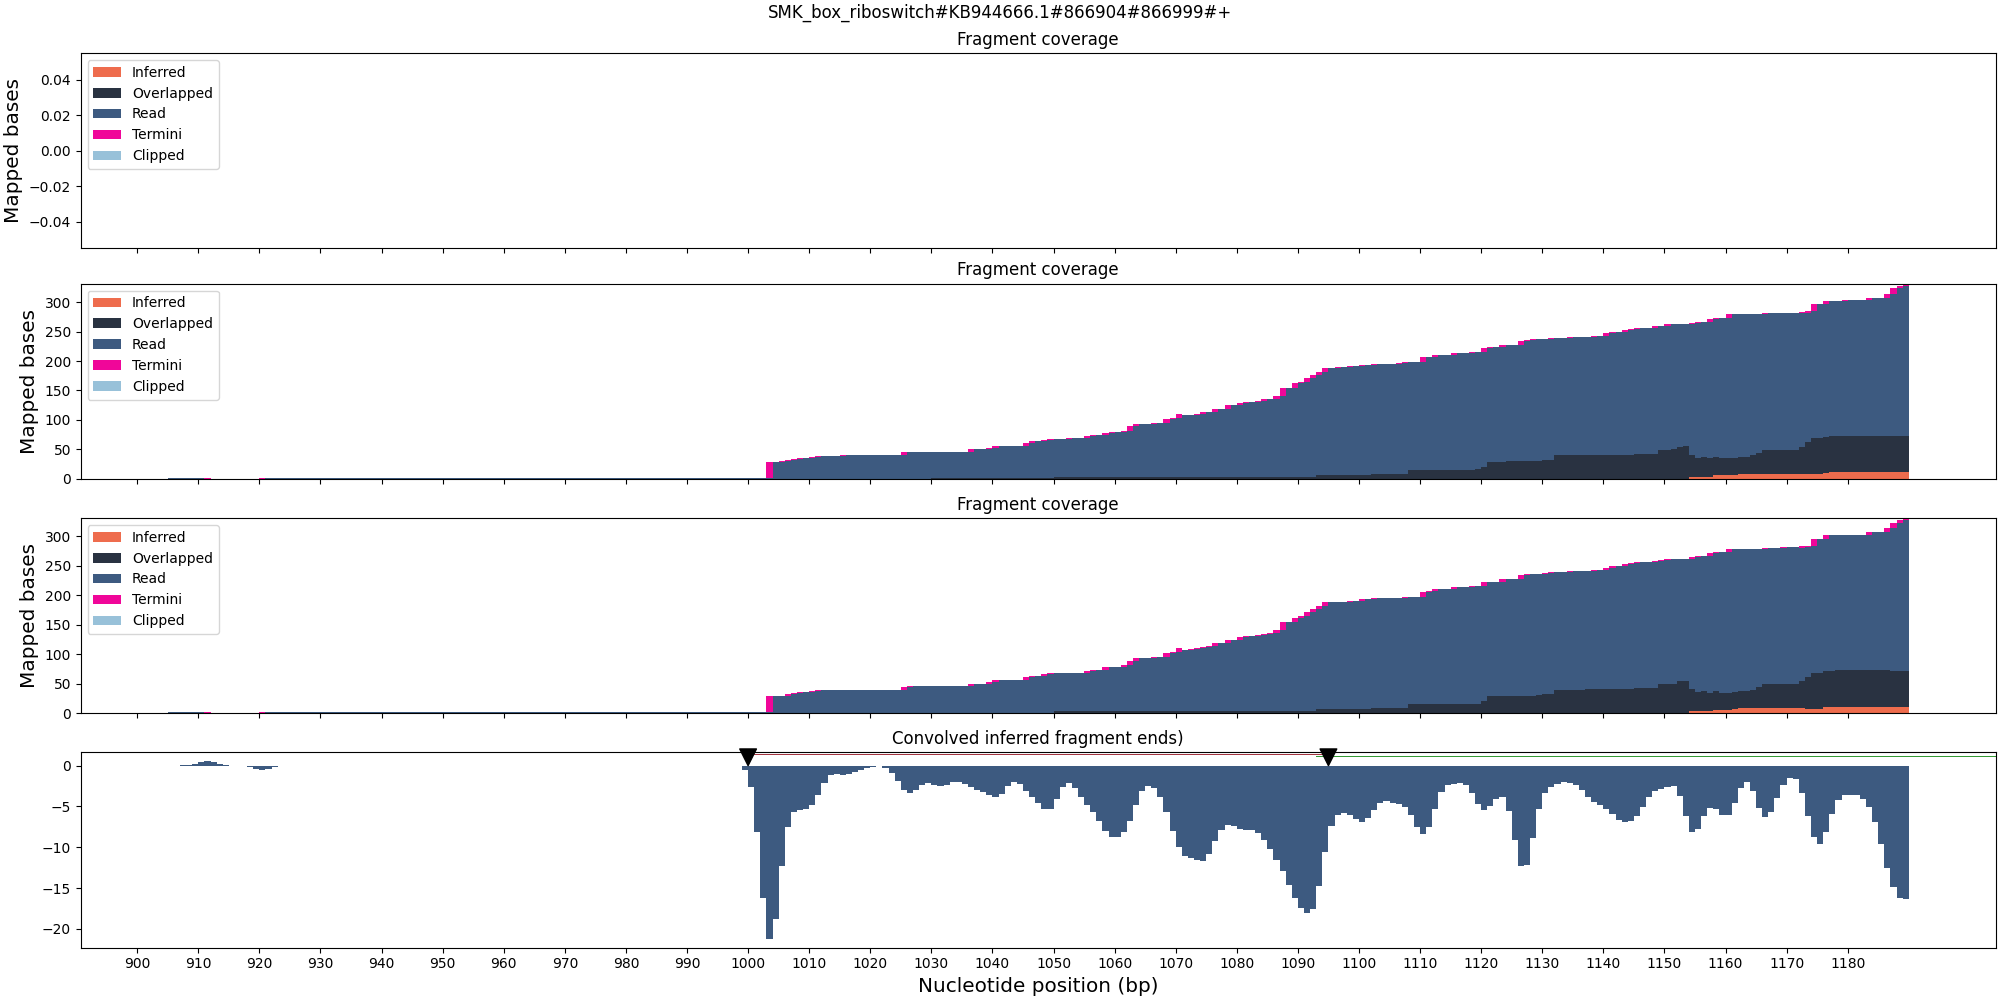 SMK_box_riboswitch#KB944666.1#866904#866999#+
Fragment coverage
Mapped bases
0.04
0.02
0.00
−0.02
−0.04
Inferred
Overlapped
Read
Termini
Clipped
Fragment coverage
Mapped bases
300
250
200
150
100
50
0
Inferred
Overlapped
Read
Termini
Clipped
Fragment coverage
Mapped bases
300
250
200
150
100
50
0
Inferred
Overlapped
Read
Termini
Clipped
Convolved inferred fragment ends)
0
−5
−10
−15
−20
900 910 920 930 940 950 960 970 980 990 1000 1010 1020 1030 1040 1050 1060 1070 1080 1090 1100 1110 1120 1130 1140 1150 1160 1170 1180
Nucleotide position (bp)